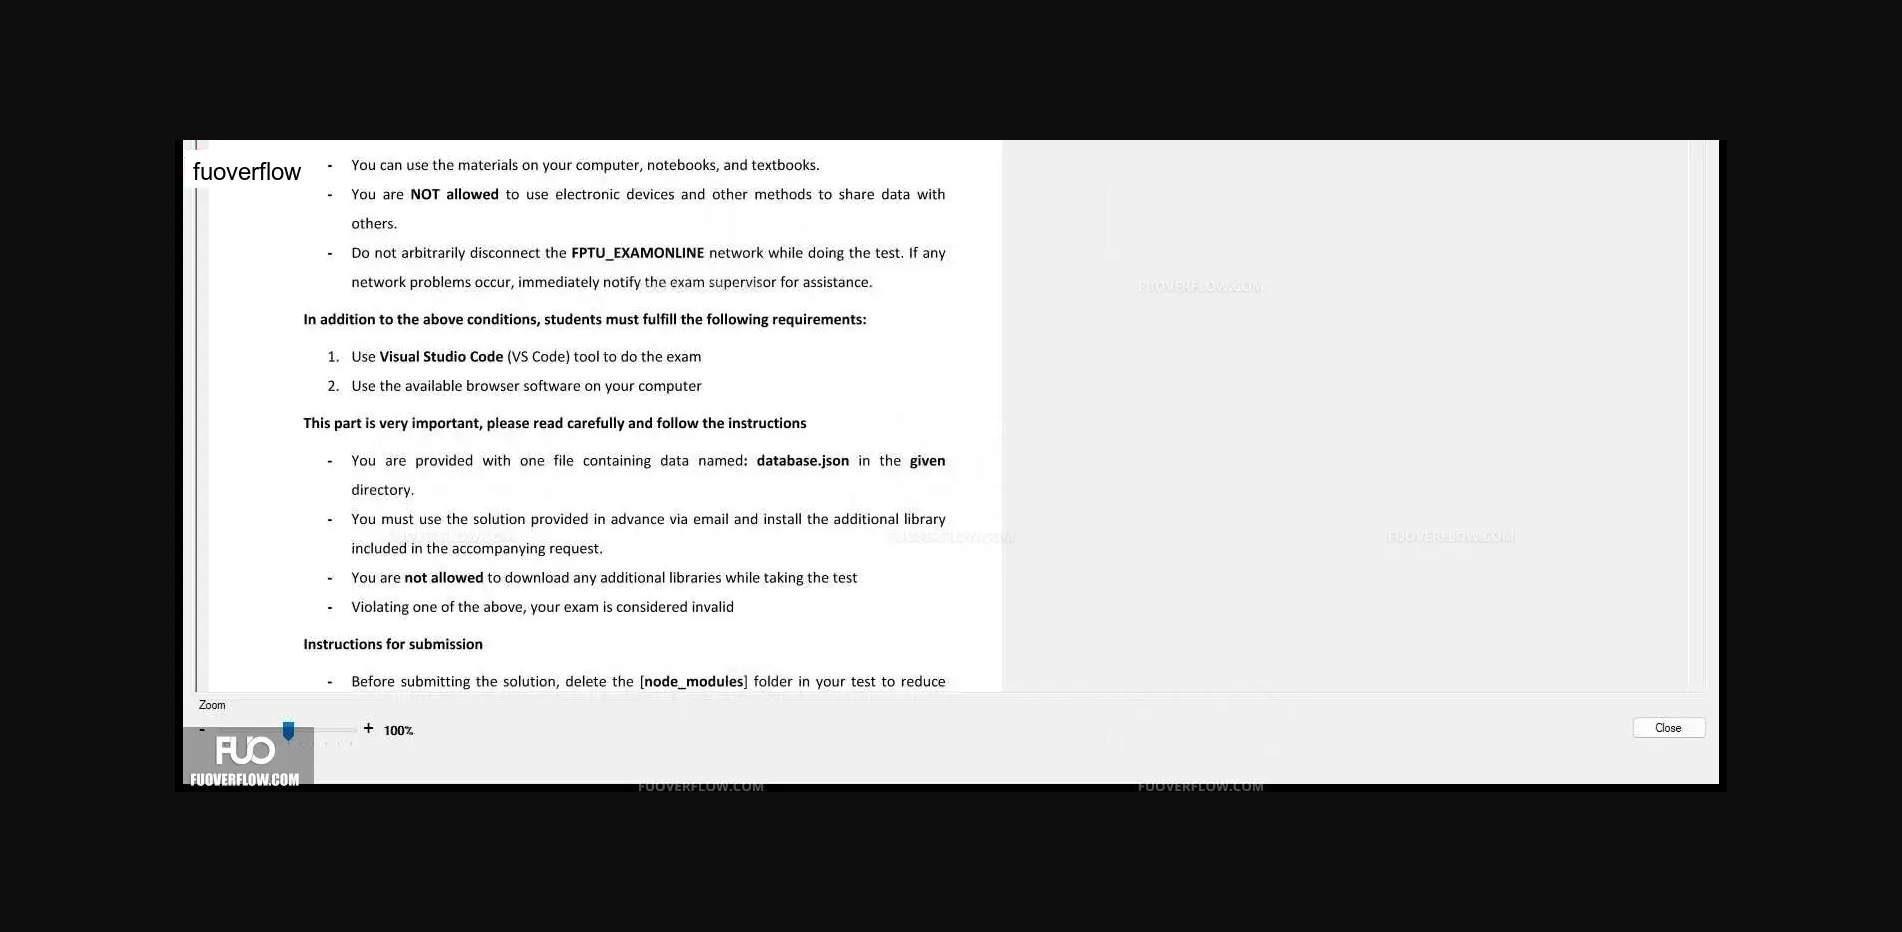 fuoverflow
- You can use the materials on your computer, notebooks, and textbooks.
- You are NOT allowed to use electronic devices and other methods to share data with
others.
- Do not arbitrarily disconnect the FPTU_EXAMONLINE network while doing the test. If any
network problems occur, immediately notify the exam supervisor for assistance.
FUOVERFLOW.COM
In addition to the above conditions, students must fulfill the following requirements:
1. Use Visual Studio Code (VS Code) tool to do the exam
2. Use the available browser software on your computer
This part is very important, please read carefully and follow the instructions
- You are provided with one file containing data named: database.json in the given
directory.
- You must use the solution provided in advance via email and install the additional library
FUOVERFLOW.COM FUOVERFLOW.COM
included in the accompanying request.
- You are not allowed to download any additional libraries while taking the test
- Violating one of the above, your exam is considered invalid
Instructions for submission
- Before submitting the solution, delete the [node_modules] folder in your test to reduce
Zoom
- + 100%
Close
FUO
FUOVERFLOW.COM
FUOVERFLOW.COM FUOVERFLOW.COM